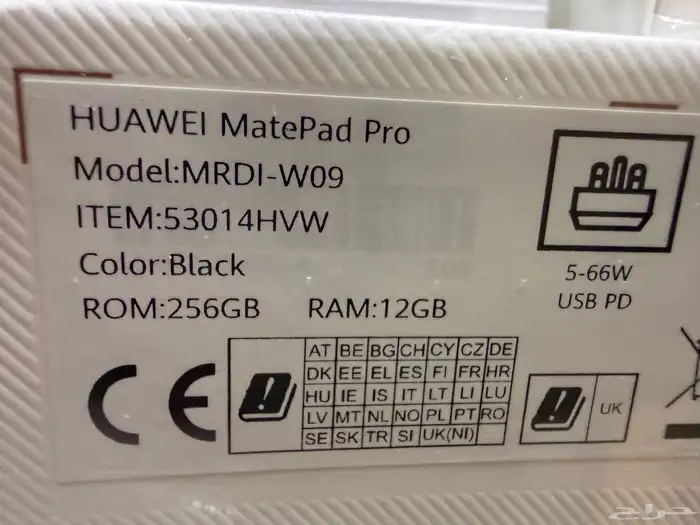 HUAWEI MatePad Pro
Model:MRDI-W09
ITEM:53014HVW
Color:Black
ROM:256GB RAM:12GB
5-66W
USB PD
CE
AT BE BG CH CY CZ DE
DK EE EL ES FI FR HR
HU IE IS IT LT LI LU
LV MT NL NO PL PT RO
SE SK TR SI UK(NI)
UK
حراج